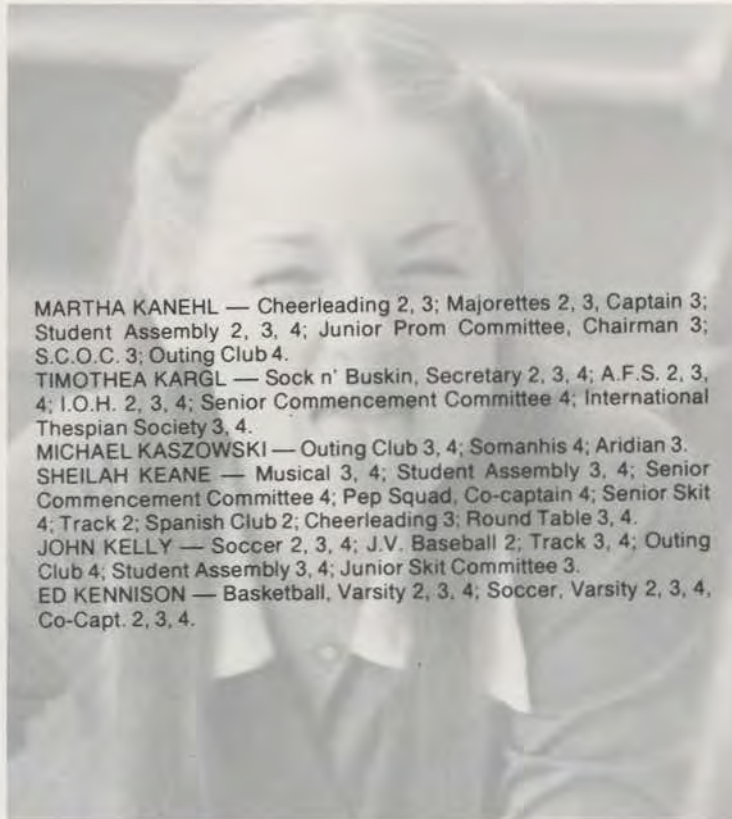 MARTHA KANEHL — Cheerleading 2, 3; Majorettes 2, 3, Captain 3;
Student Assembly 2, 3, 4; Junior Prom Committee, Chairman 3;
S.C.O.C. 3; Outing Club 4.
TIMOTHEA KARGL — Sock n' Buskin, Secretary 2, 3, 4; A.F.S. 2, 3,
4; I.O.H. 2, 3, 4; Senior Commencement Committee 4; International
Thespian Society 3, 4.
MICHAEL KASZOWSKI — Outing Club 3, 4; Somanhis 4; Aridian 3.
SHEILAH KEANE — Musical 3, 4; Student Assembly 3, 4; Senior
Commencement Committee 4; Pep Squad, Co-captain 4; Senior Skit
4; Track 2; Spanish Club 2; Cheerleading 3; Round Table 3, 4.
JOHN KELLY — Soccer 2, 3, 4; J.V. Baseball 2; Track 3, 4; Outing
Club 4; Student Assembly 3, 4; Junior Skit Committee 3.
ED KENNISON — Basketball, Varsity 2, 3, 4; Soccer, Varsity 2, 3, 4,
Co-Capt. 2, 3, 4.